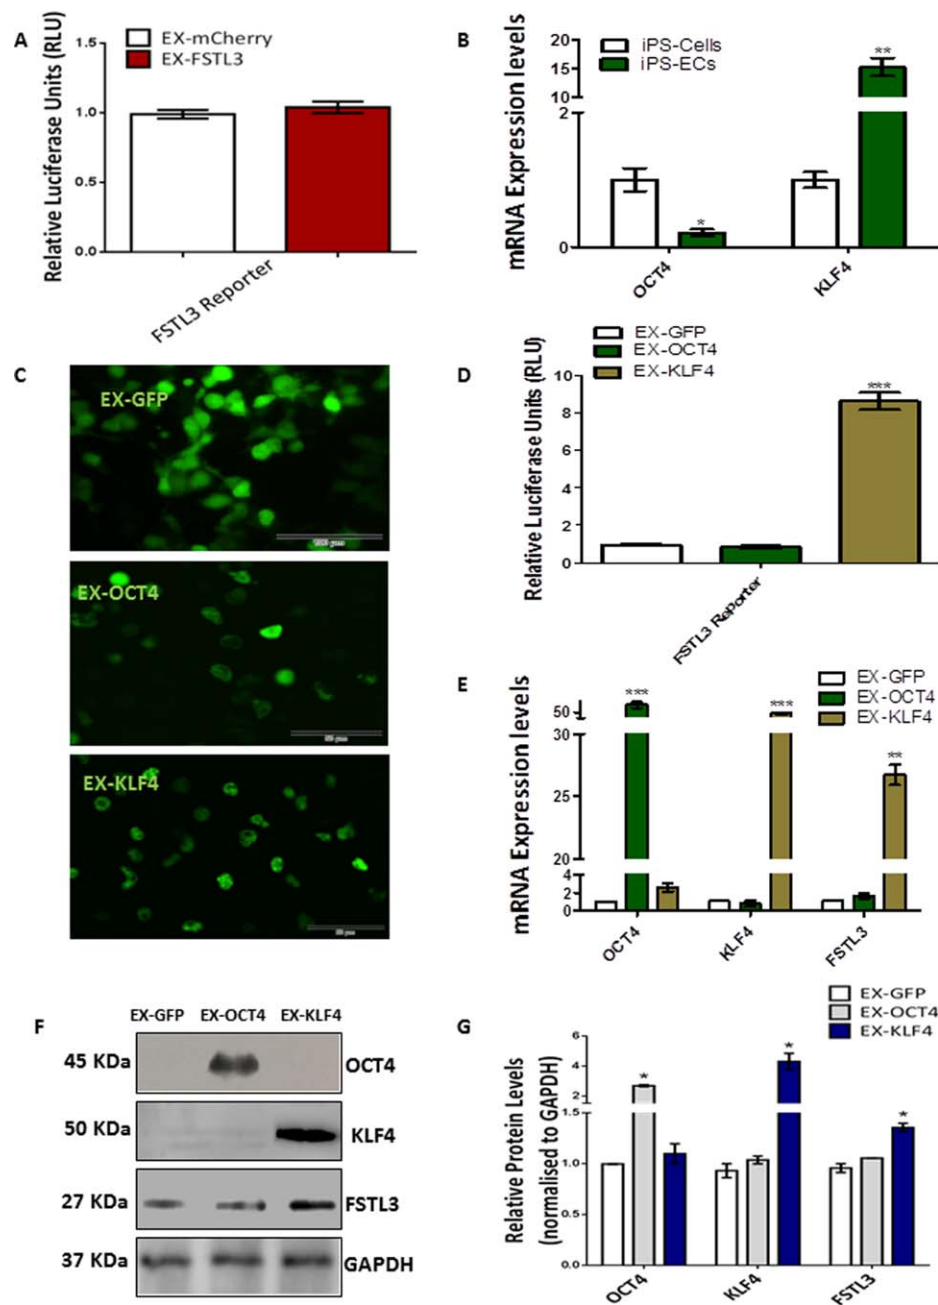 A
Relative Luciferase Units (RLU)
1.5
1.0
0.5
0.0
EX-mCherry
EX-FSTL3
FSTL3 Reporter
B
mRNA Expression levels
20
15
10
2
1
0
iPS-Cells
iPS-ECs
*
**
OCT4
KLF4
C
EX-GFP
EX-OCT4
EX-KLF4
D
Relative Luciferase Units (RLU)
10
8
6
4
2
0
EX-GFP
EX-OCT4
EX-KLF4
***
FSTL3 Reporter
E
mRNA Expression levels
50
30
25
20
4
2
0
EX-GFP
EX-OCT4
EX-KLF4
***
***
**
OCT4
KLF4
FSTL3
F
EX-GFP EX-OCT4 EX-KLF4
45 KDa OCT4
50 KDa KLF4
27 KDa FSTL3
37 KDa GAPDH
G
Relative Protein Levels
(normalised to GAPDH)
6
4
2
1.5
1.0
0.5
0.0
EX-GFP
EX-OCT4
EX-KLF4
*
*
*
OCT4
KLF4
FSTL3